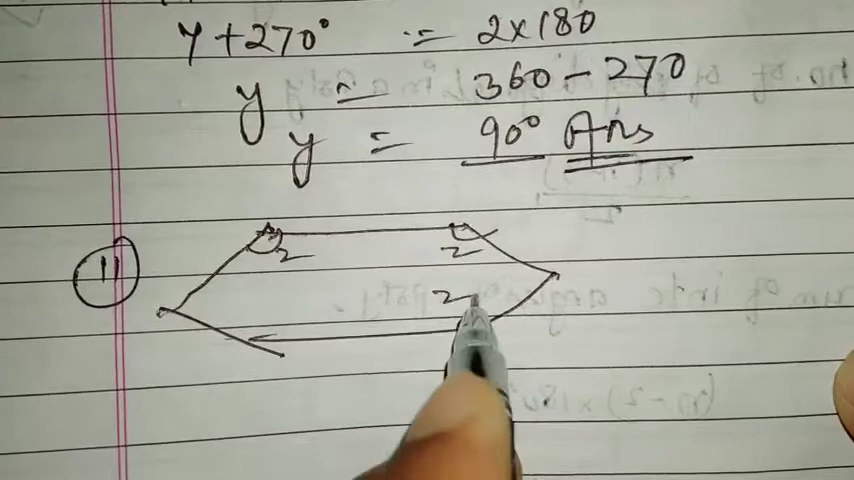 y + 270° = 2×180
y = 360 - 270
y = 90° Ans
11
2 2
2